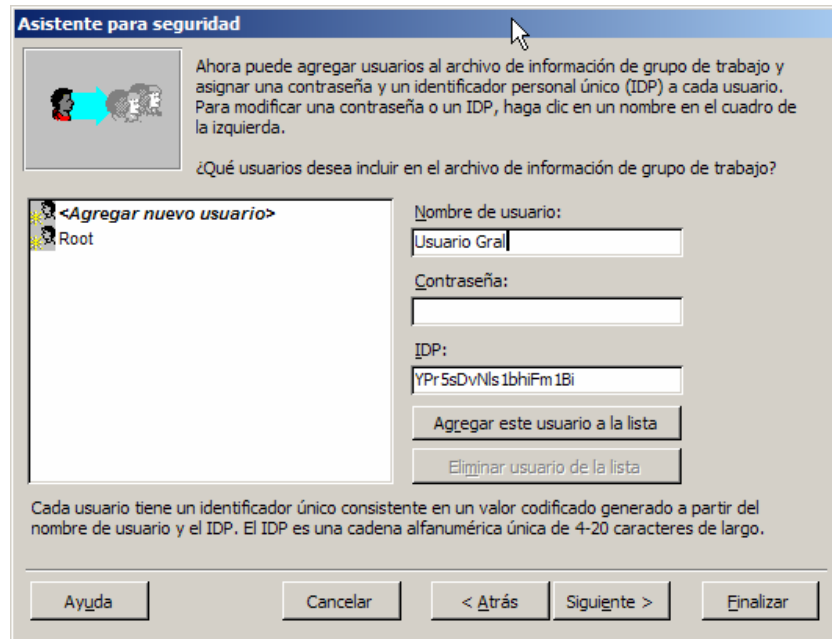 Asistente para seguridad
Ahora puede agregar usuarios al archivo de información de grupo de trabajo y
asignar una contraseña y un identificador personal único (IDP) a cada usuario.
Para modificar una contraseña o un IDP, haga clic en un nombre en el cuadro de
la izquierda.
¿Qué usuarios desea incluir en el archivo de información de grupo de trabajo?
<Agregar nuevo usuario>
Root
Nombre de usuario:
Usuario Gral
Contraseña:
IDP:
YPr5sDvNls1bhiFm1Bi
Agregar este usuario a la lista
Eliminar usuario de la lista
Cada usuario tiene un identificador único consistente en un valor codificado generado a partir del
nombre de usuario y el IDP. El IDP es una cadena alfanumérica única de 4-20 caracteres de largo.
Ayuda
Cancelar
< Atrás
Siguiente >
Finalizar